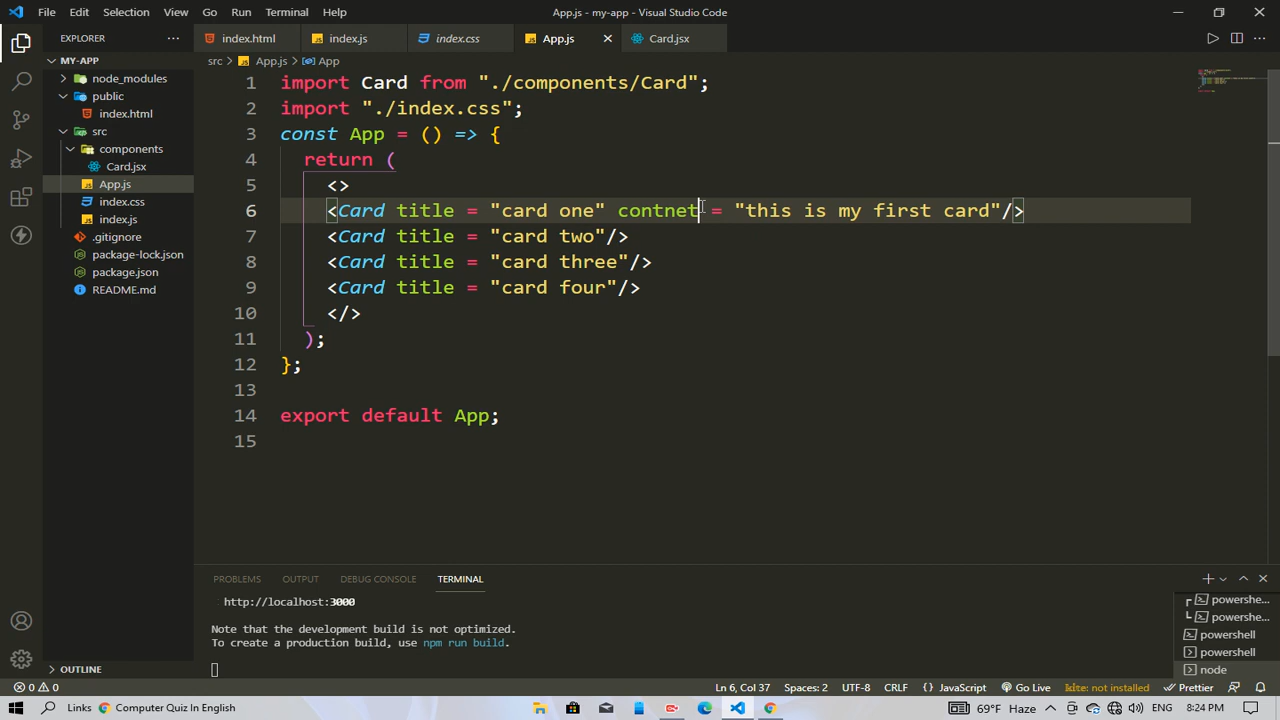 File Edit Selection View Go Run Terminal Help
App.js - my-app - Visual Studio Code
EXPLORER
index.html
index.js
index.css
App.js
Card.jsx
MY-APP
node_modules
public
index.html
src
components
Card.jsx
App.js
index.css
index.js
.gitignore
package-lock.json
package.json
README.md
src > App.js > App
1 import Card from "./components/Card";
2 import "./index.css";
3 const App = () => {
4 return (
5 <>
6 <Card title = "card one" contnet = "this is my first card"/>
7 <Card title = "card two"/>
8 <Card title = "card three"/>
9 <Card title = "card four"/>
10 </>
11 );
12 };
13
14 export default App;
15
PROBLEMS OUTPUT DEBUG CONSOLE TERMINAL
http://localhost:3000
Note that the development build is not optimized.
To create a production build, use npm run build.
powershe...
powershe...
powershell
powershell
node
OUTLINE
0 0
Ln 6, Col 37 Spaces: 2 UTF-8 CRLF {} JavaScript Go Live kite: not installed Prettier
Links Computer Quiz In English
69°F Haze ENG 8:24 PM